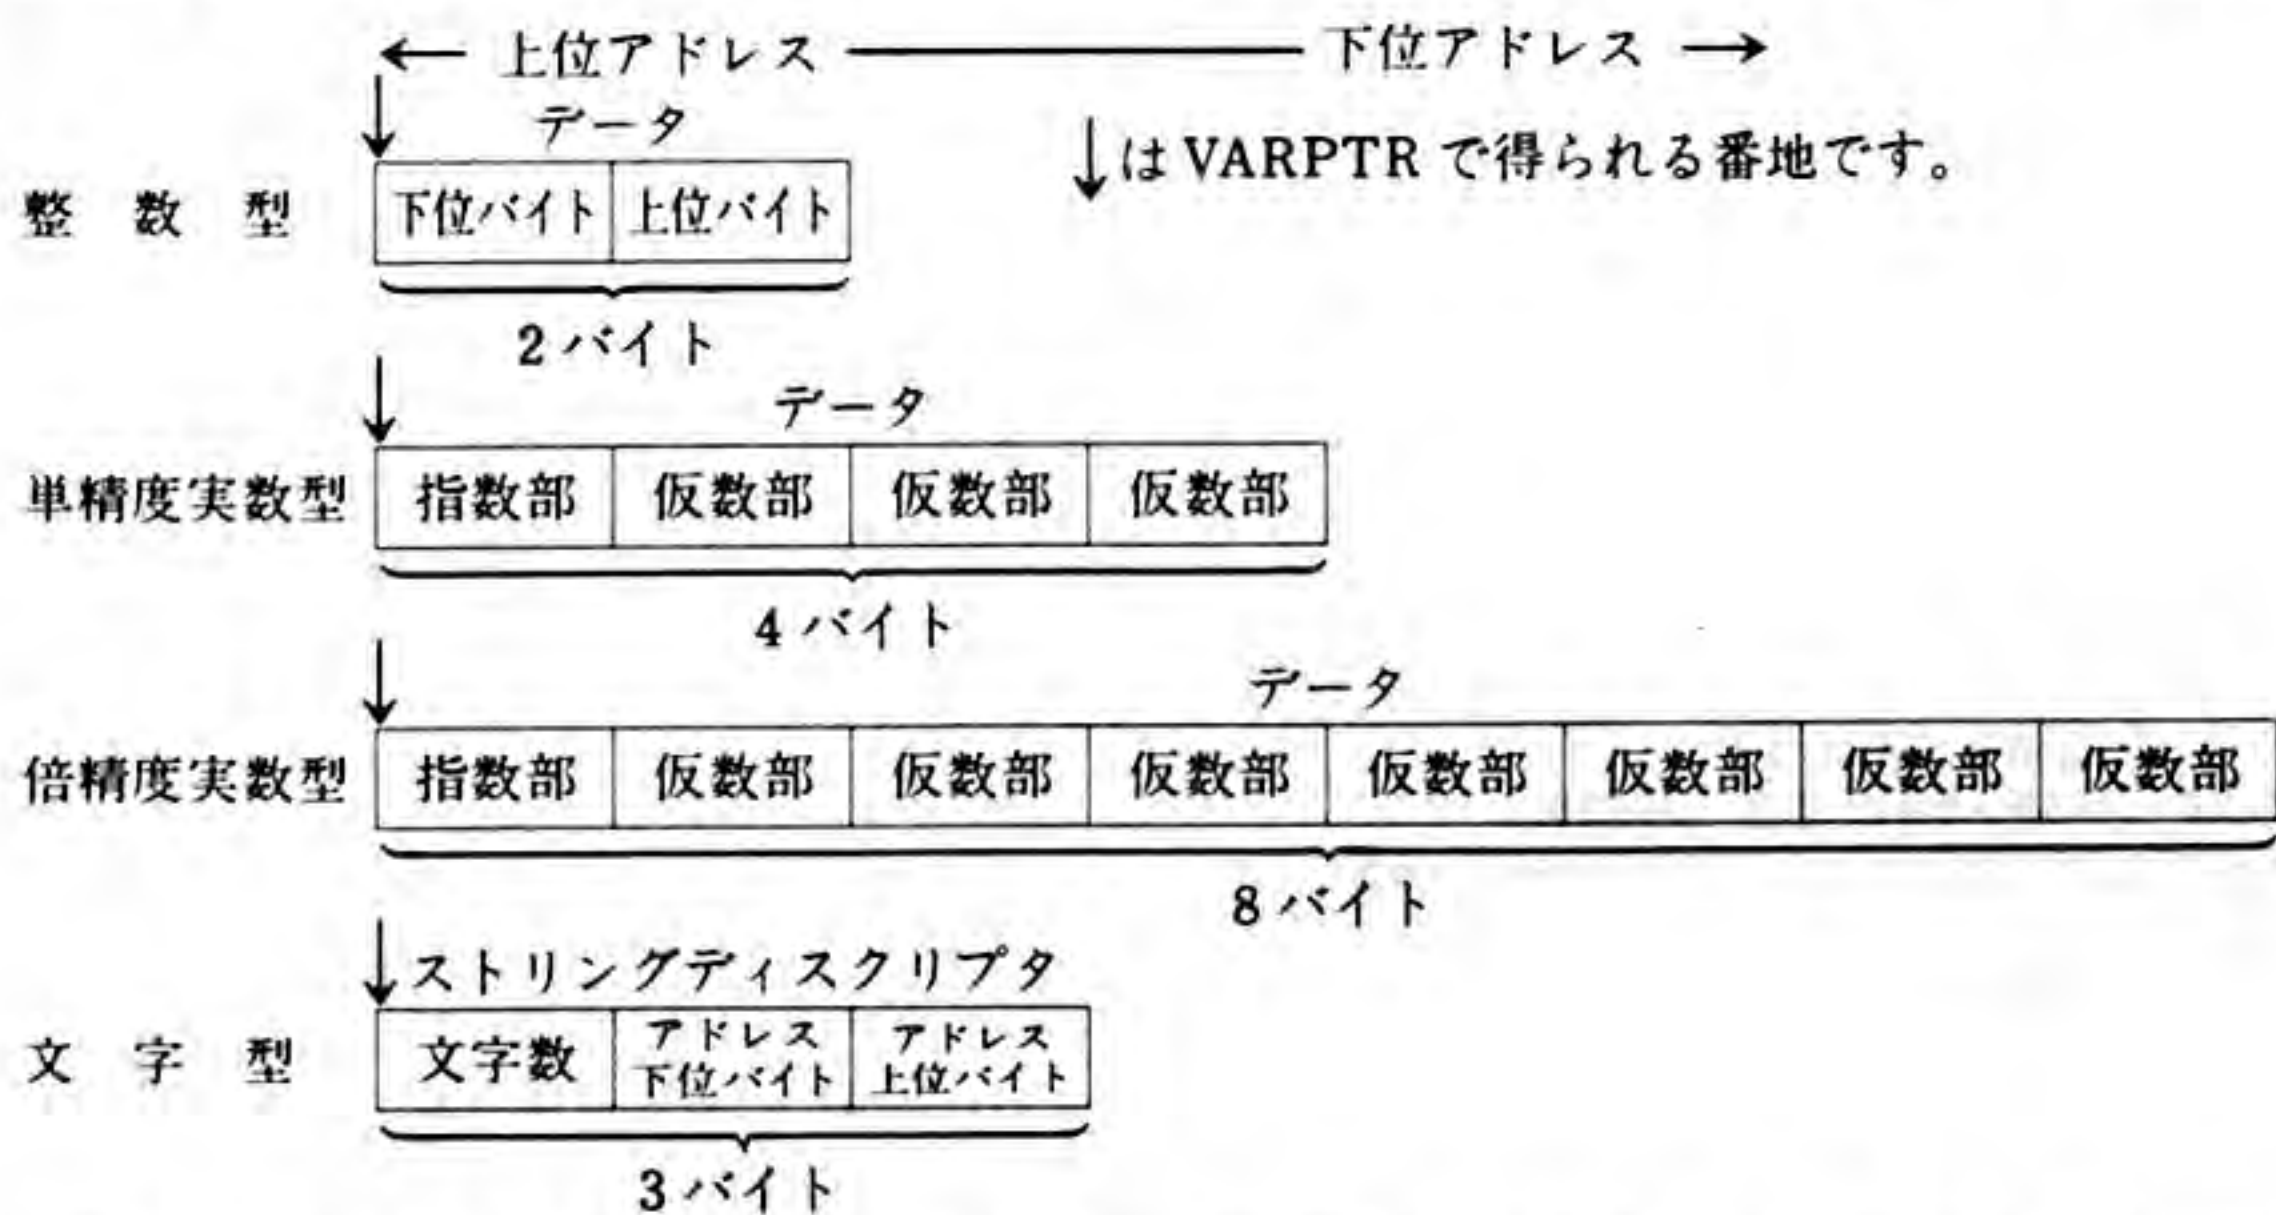 ← 上位アドレス ── 下位アドレス →
データ
↓はVARPTRで得られる番地です。
整数型 下位バイト 上位バイト
2バイト
データ
単精度実数型 指数部 仮数部 仮数部 仮数部
4バイト
データ
倍精度実数型 指数部 仮数部 仮数部 仮数部 仮数部 仮数部 仮数部 仮数部
8バイト
ストリングディスクリプタ
文字型 文字数 アドレス下位バイト アドレス上位バイト
3バイト